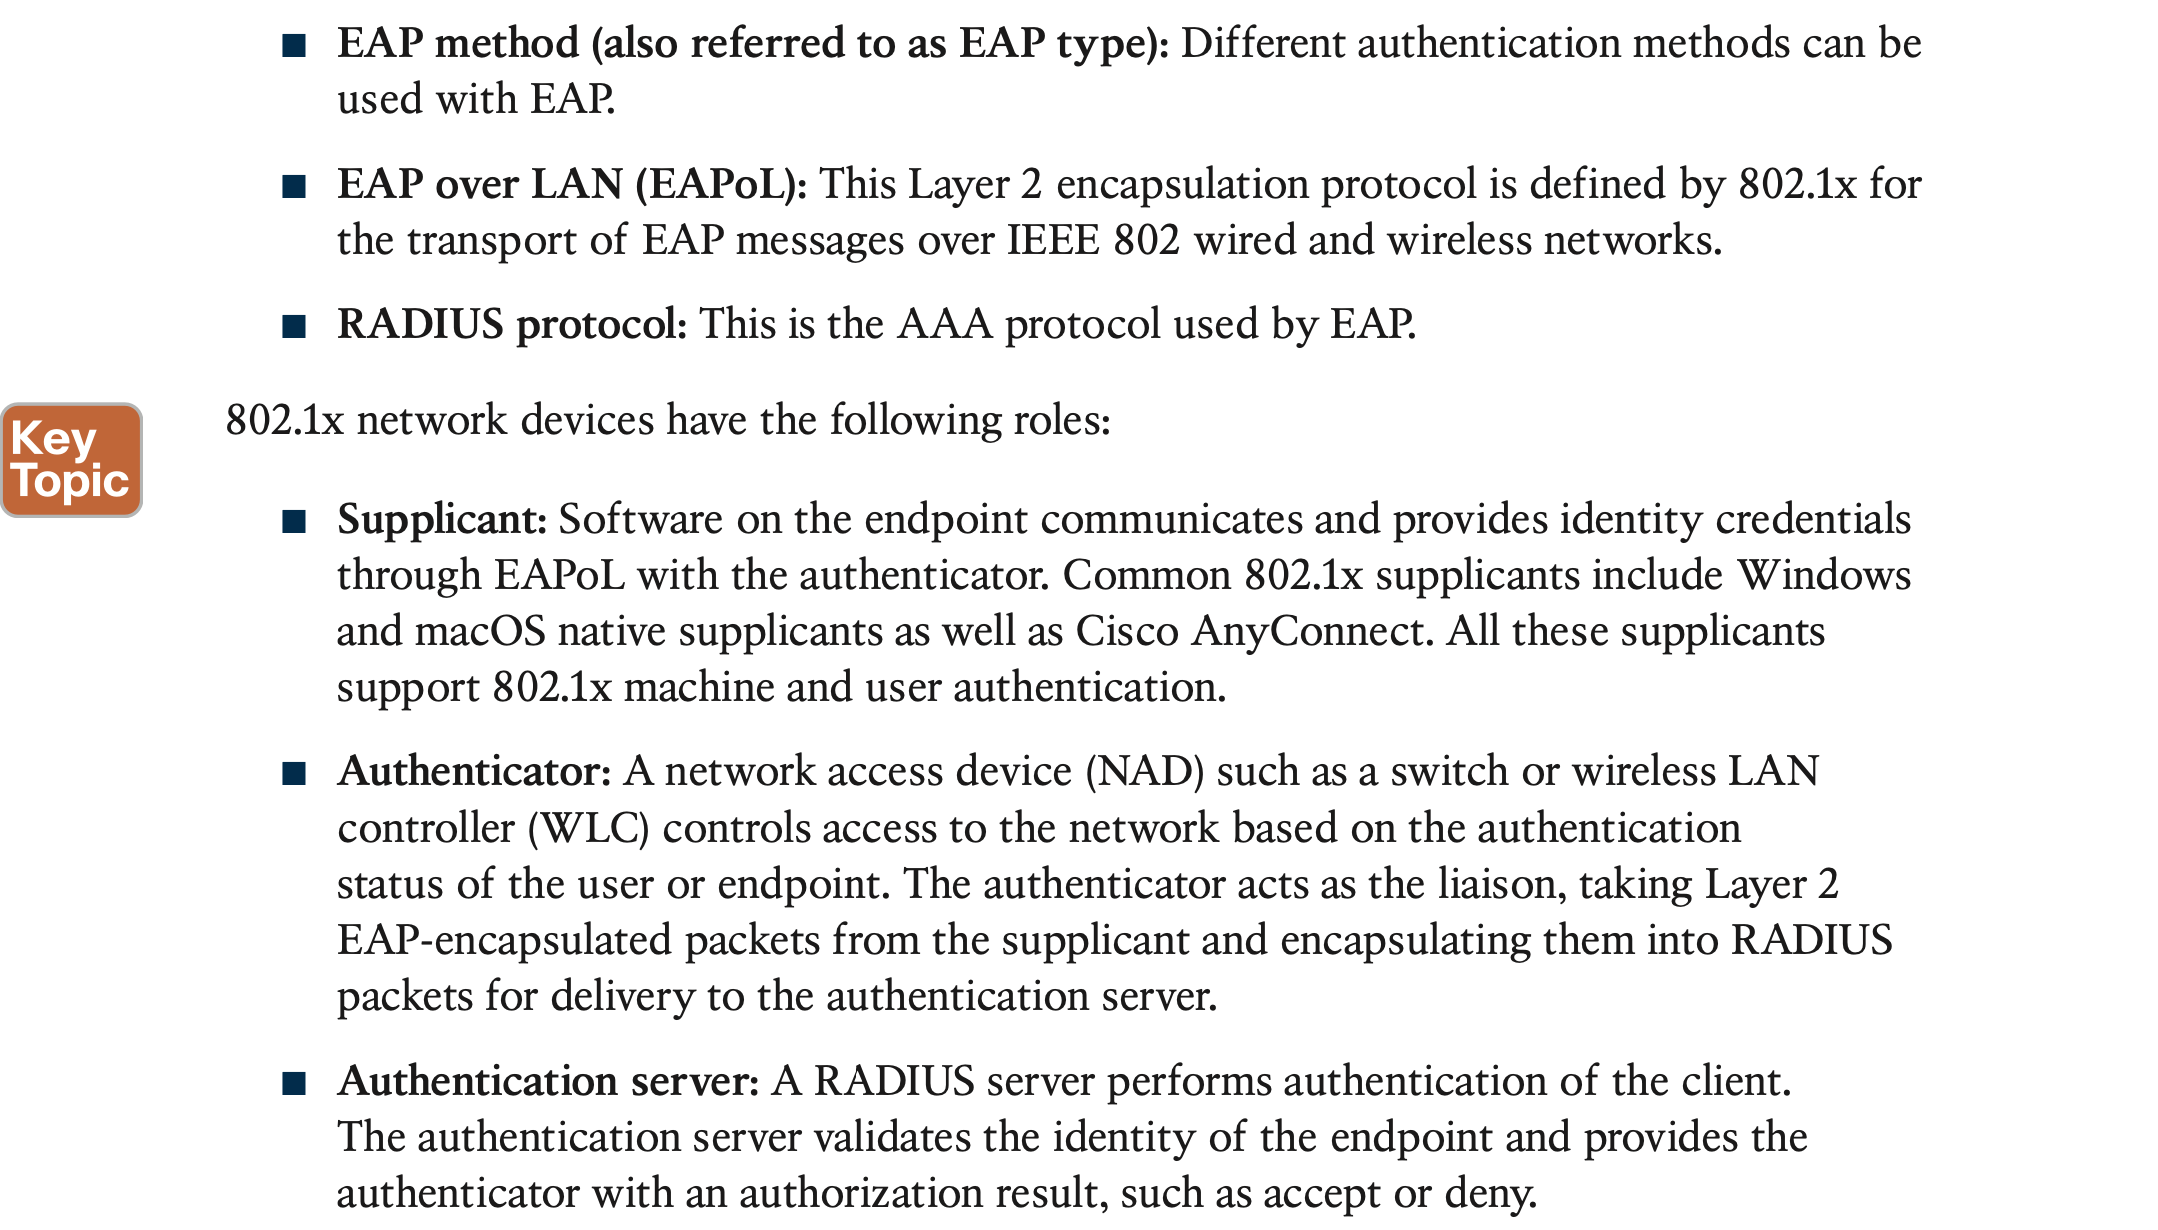 ■ EAP method (also referred to as EAP type): Different authentication methods can be
used with EAP.
■ EAP over LAN (EAPoL): This Layer 2 encapsulation protocol is defined by 802.1x for
the transport of EAP messages over IEEE 802 wired and wireless networks.
■ RADIUS protocol: This is the AAA protocol used by EAP.
Key
Topic
802.1x network devices have the following roles:
■ Supplicant: Software on the endpoint communicates and provides identity credentials
through EAPoL with the authenticator. Common 802.1x supplicants include Windows
and macOS native supplicants as well as Cisco AnyConnect. All these supplicants
support 802.1x machine and user authentication.
■ Authenticator: A network access device (NAD) such as a switch or wireless LAN
controller (WLC) controls access to the network based on the authentication
status of the user or endpoint. The authenticator acts as the liaison, taking Layer 2
EAP-encapsulated packets from the supplicant and encapsulating them into RADIUS
packets for delivery to the authentication server.
■ Authentication server: A RADIUS server performs authentication of the client.
The authentication server validates the identity of the endpoint and provides the
authenticator with an authorization result, such as accept or deny.